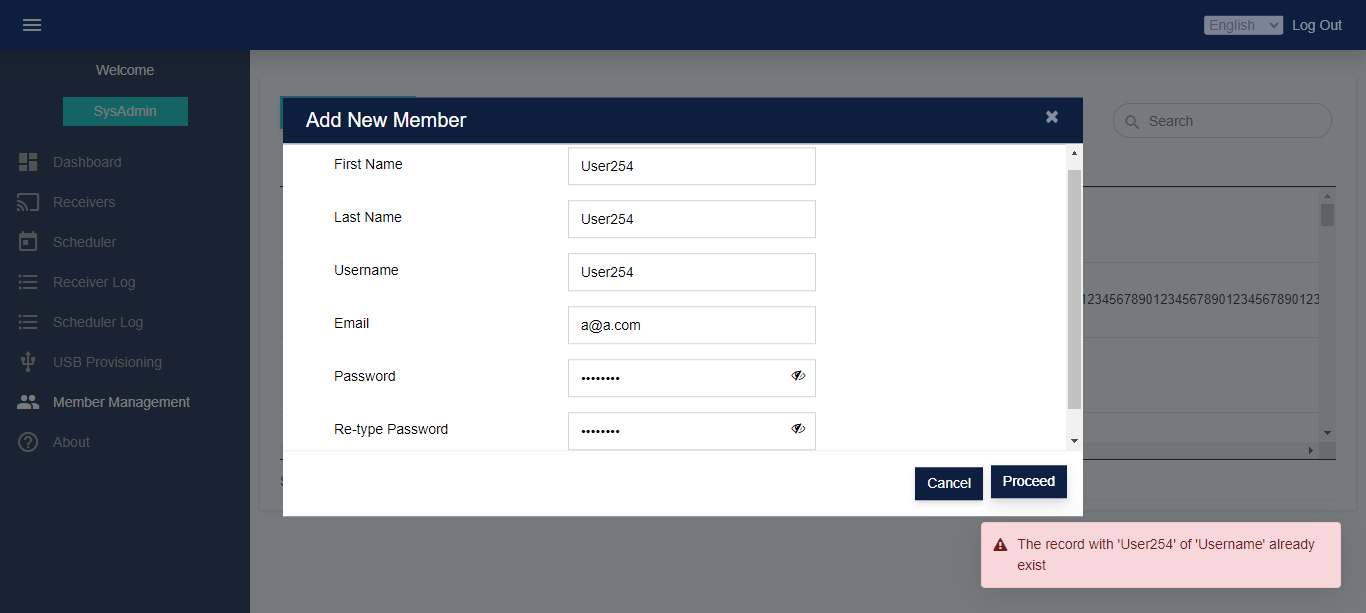 English Log Out
Welcome
SysAdmin
Dashboard
Receivers
Scheduler
Receiver Log
Scheduler Log
USB Provisioning
Member Management
About
Search
Add New Member
First Name User254
Last Name User254
Username User254
Email a@a.com
Password ••••••••
Re-type Password ••••••••
Cancel Proceed
The record with 'User254' of 'Username' already
exist